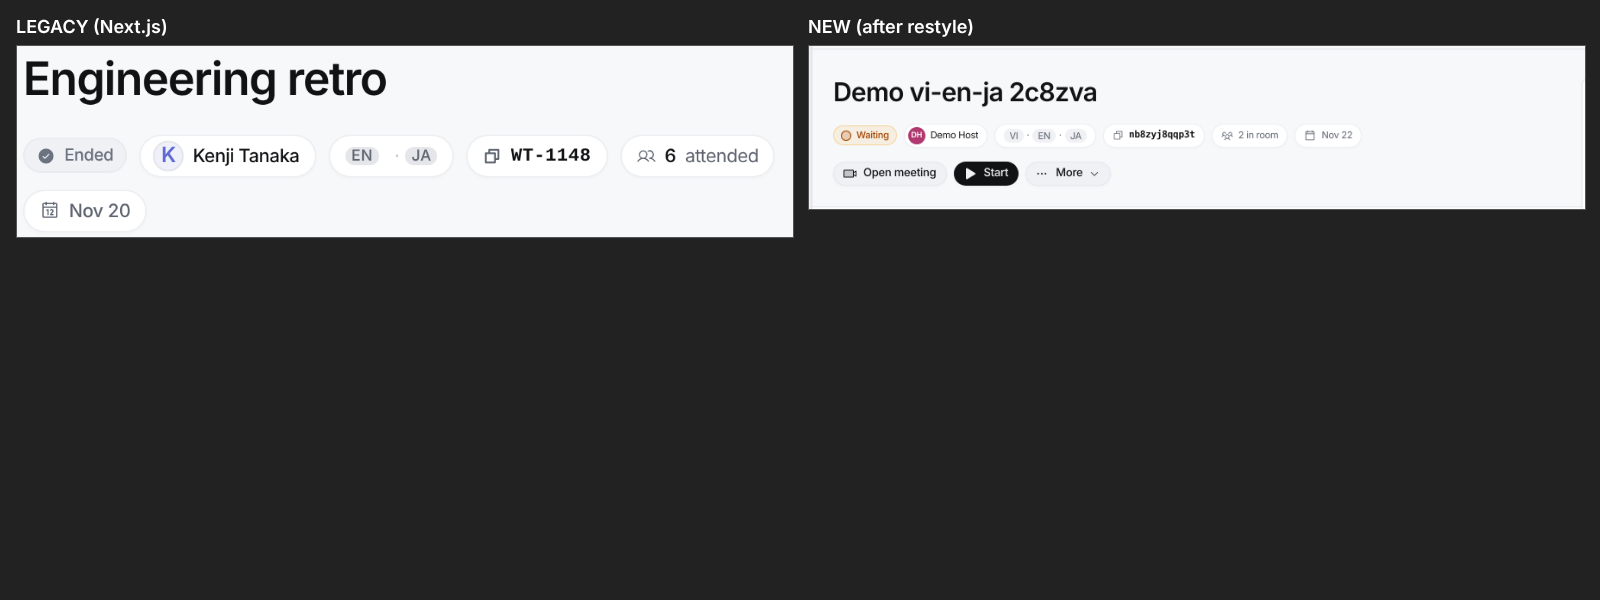 LEGACY (Next.js)
Engineering retro
Ended K Kenji Tanaka EN · JA WT-1148 6 attended
12 Nov 20
NEW (after restyle)
Demo vi-en-ja 2c8zva
Waiting DH Demo Host VI · EN · JA nb8zyj8qqp3t 2 in room Nov 22
Open meeting Start ··· More